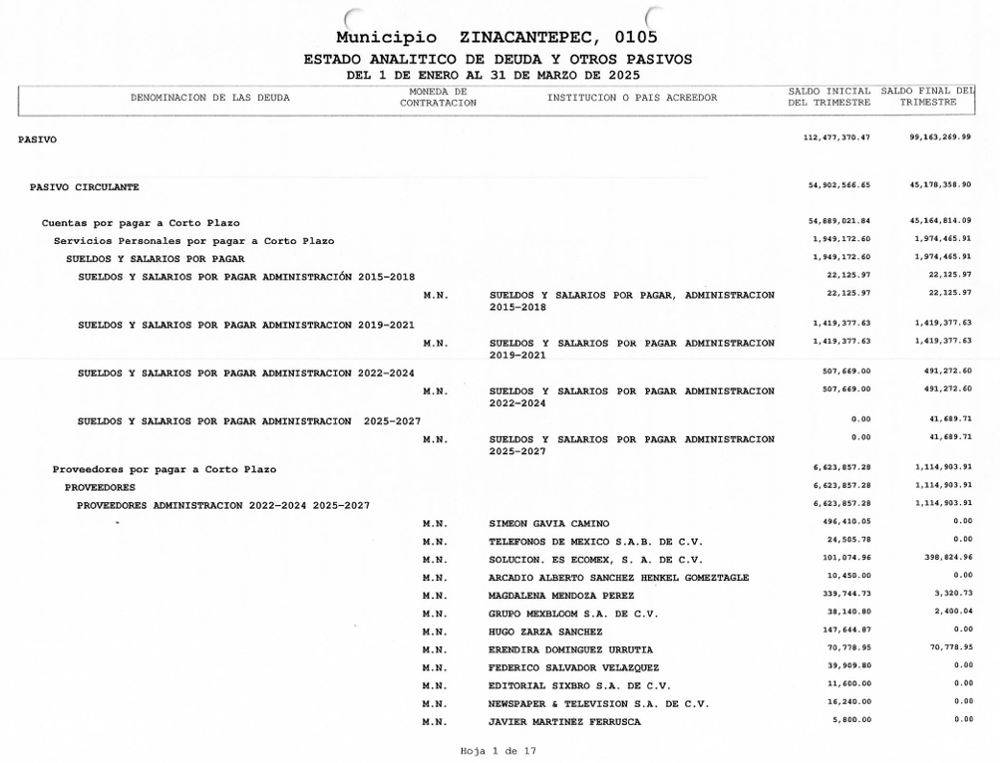 Municipio ZINACANTEPEC, 0105
ESTADO ANALITICO DE DEUDA Y OTROS PASIVOS
DEL 1 DE ENERO AL 31 DE MARZO DE 2025
DENOMINACION DE LAS DEUDA MONEDA DE CONTRATACION INSTITUCION O PAIS ACREEDOR SALDO INICIAL DEL TRIMESTRE SALDO FINAL DEL TRIMESTRE
PASIVO 112,477,370.47 99,163,269.99
PASIVO CIRCULANTE 54,902,566.65 45,178,358.90
Cuentas por pagar a Corto Plazo 54,889,021.84 45,164,814.09
Servicios Personales por pagar a Corto Plazo 1,949,172.60 1,974,465.91
SUELDOS Y SALARIOS POR PAGAR 1,949,172.60 1,974,465.91
SUELDOS Y SALARIOS POR PAGAR ADMINISTRACIÓN 2015-2018 22,125.97 22,125.97
M.N. SUELDOS Y SALARIOS POR PAGAR, ADMINISTRACION 22,125.97 22,125.97
2015-2018
SUELDOS Y SALARIOS POR PAGAR ADMINISTRACION 2019-2021 1,419,377.63 1,419,377.63
M.N. SUELDOS Y SALARIOS POR PAGAR ADMINISTRACION 1,419,377.63 1,419,377.63
2019-2021
SUELDOS Y SALARIOS POR PAGAR ADMINISTRACION 2022-2024 507,669.00 491,272.60
M.N. SUELDOS Y SALARIOS POR PAGAR ADMINISTRACION 507,669.00 491,272.60
2022-2024
SUELDOS Y SALARIOS POR PAGAR ADMINISTRACION 2025-2027 0.00 41,689.71
M.N. SUELDOS Y SALARIOS POR PAGAR ADMINISTRACION 0.00 41,689.71
2025-2027
Proveedores por pagar a Corto Plazo 6,623,857.28 1,114,903.91
PROVEEDORES 6,623,857.28 1,114,903.91
PROVEEDORES ADMINISTRACION 2022-2024 2025-2027 6,623,857.28 1,114,903.91
M.N. SIMEON GAVIA CAMINO 496,410.05 0.00
M.N. TELEFONOS DE MEXICO S.A.B. DE C.V. 24,505.78 0.00
M.N. SOLUCION. ES ECOMEX, S. A. DE C.V. 101,074.96 398,824.96
M.N. ARCADIO ALBERTO SANCHEZ HENKEL GOMEZTAGLE 10,450.00 0.00
M.N. MAGDALENA MENDOZA PEREZ 339,744.73 3,320.73
M.N. GRUPO MEXBLOOM S.A. DE C.V. 38,140.80 2,400.04
M.N. HUGO ZARZA SANCHEZ 147,644.87 0.00
M.N. ERENDIRA DOMINGUEZ URRUTIA 70,778.95 70,778.95
M.N. FEDERICO SALVADOR VELAZQUEZ 39,909.80 0.00
M.N. EDITORIAL SIXBRO S.A. DE C.V. 11,600.00 0.00
M.N. NEWSPAPER & TELEVISION S.A. DE C.V. 16,240.00 0.00
M.N. JAVIER MARTINEZ FERRUSCA 5,800.00 0.00
Hoja 1 de 17